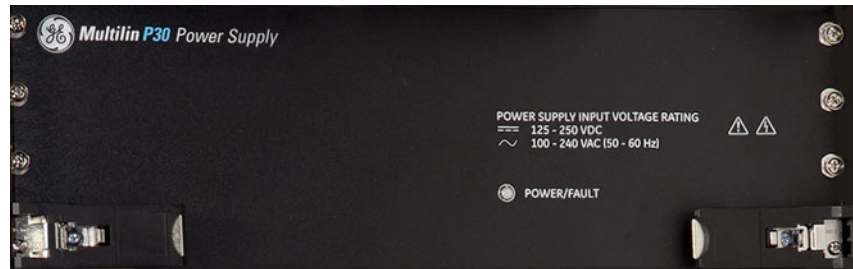 GE Multilin P30 Power Supply
POWER SUPPLY INPUT VOLTAGE RATING
125 - 250 VDC
100 - 240 VAC (50 - 60 Hz)
POWER/FAULT